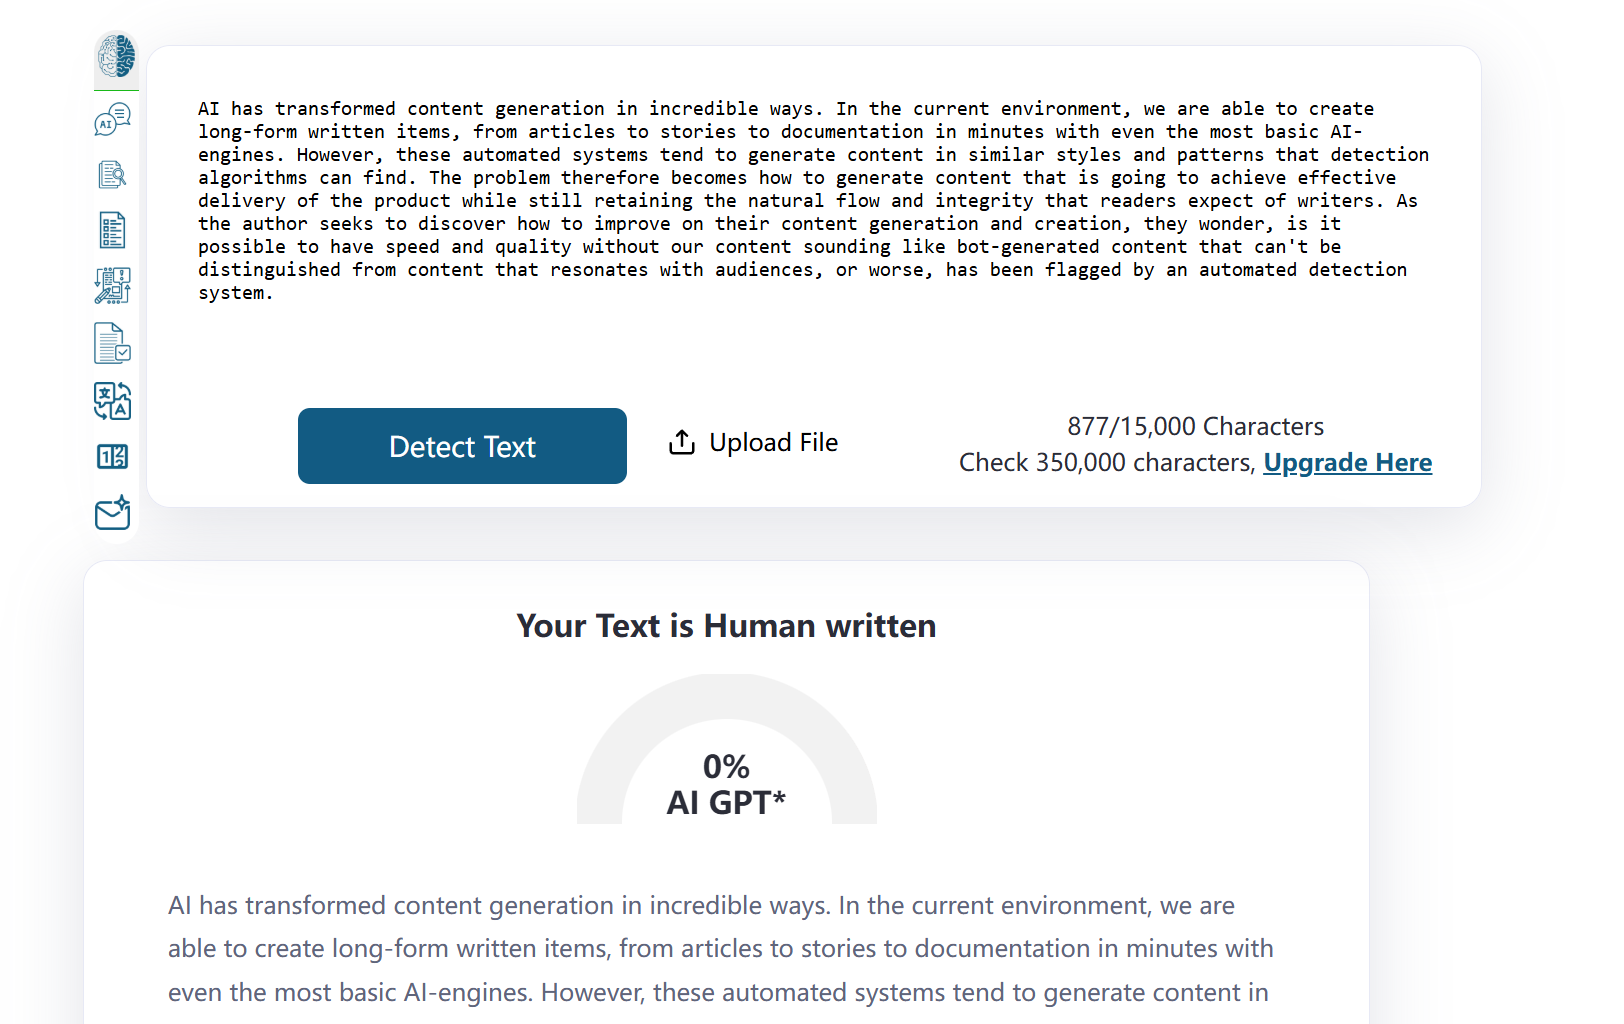 AI has transformed content generation in incredible ways. In the current environment, we are able to create
long-form written items, from articles to stories to documentation in minutes with even the most basic AI-
engines. However, these automated systems tend to generate content in similar styles and patterns that detection
algorithms can find. The problem therefore becomes how to generate content that is going to achieve effective
delivery of the product while still retaining the natural flow and integrity that readers expect of writers. As
the author seeks to discover how to improve on their content generation and creation, they wonder, is it
possible to have speed and quality without our content sounding like bot-generated content that can't be
distinguished from content that resonates with audiences, or worse, has been flagged by an automated detection
system.
Detect Text
Upload File
877/15,000 Characters
Check 350,000 characters, Upgrade Here
AI
文
A
1 2
2
Your Text is Human written
0%
AI GPT*
AI has transformed content generation in incredible ways. In the current environment, we are
able to create long-form written items, from articles to stories to documentation in minutes with
even the most basic AI-engines. However, these automated systems tend to generate content in